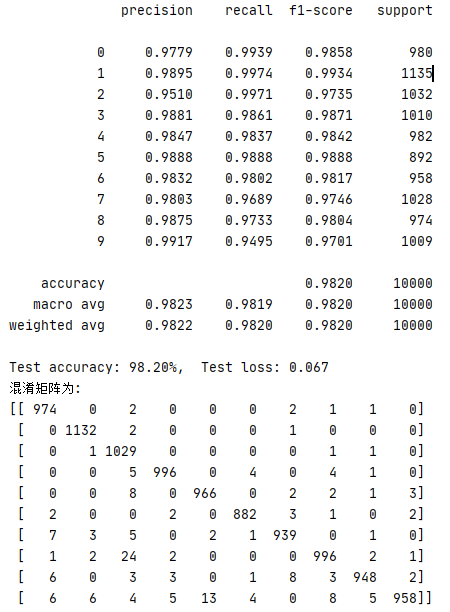 precision recall f1-score support
0 0.9779 0.9939 0.9858 980
1 0.9895 0.9974 0.9934 1135
2 0.9510 0.9971 0.9735 1032
3 0.9881 0.9861 0.9871 1010
4 0.9847 0.9837 0.9842 982
5 0.9888 0.9888 0.9888 892
6 0.9832 0.9802 0.9817 958
7 0.9803 0.9689 0.9746 1028
8 0.9875 0.9733 0.9804 974
9 0.9917 0.9495 0.9701 1009
accuracy 0.9820 10000
macro avg 0.9823 0.9819 0.9820 10000
weighted avg 0.9822 0.9820 0.9820 10000
Test accuracy: 98.20%, Test loss: 0.067
混淆矩阵为:
[[ 974 0 2 0 0 0 2 1 1 0]
[ 0 1132 2 0 0 0 1 0 0 0]
[ 0 1 1029 0 0 0 0 1 1 0]
[ 0 0 5 996 0 4 0 4 1 0]
[ 0 0 8 0 966 0 2 2 1 3]
[ 2 0 0 2 0 882 3 1 0 2]
[ 7 3 5 0 2 1 939 0 1 0]
[ 1 2 24 2 0 0 0 996 2 1]
[ 6 0 3 3 0 1 8 3 948 2]
[ 6 6 4 5 13 4 0 8 5 958]]